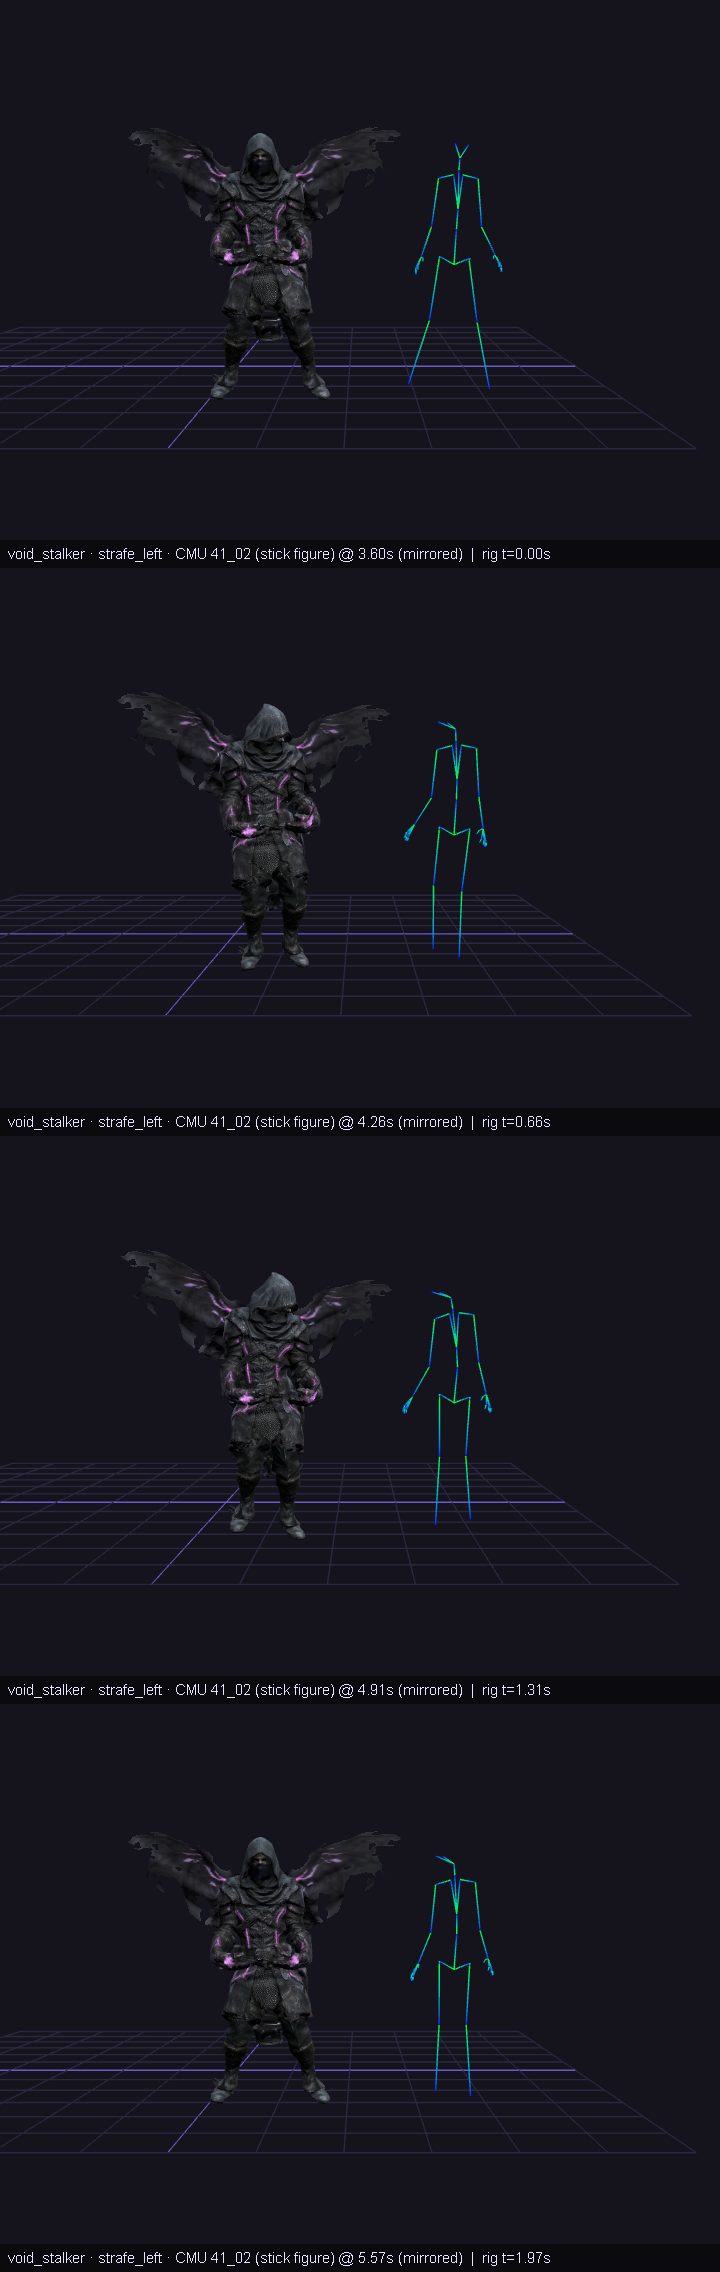 void_stalker · strafe_left · CMU 41_02 (stick figure) @ 3.60s (mirrored) | rig t=0.00s
void_stalker · strafe_left · CMU 41_02 (stick figure) @ 4.26s (mirrored) | rig t=0.66s
void_stalker · strafe_left · CMU 41_02 (stick figure) @ 4.91s (mirrored) | rig t=1.31s
void_stalker · strafe_left · CMU 41_02 (stick figure) @ 5.57s (mirrored) | rig t=1.97s